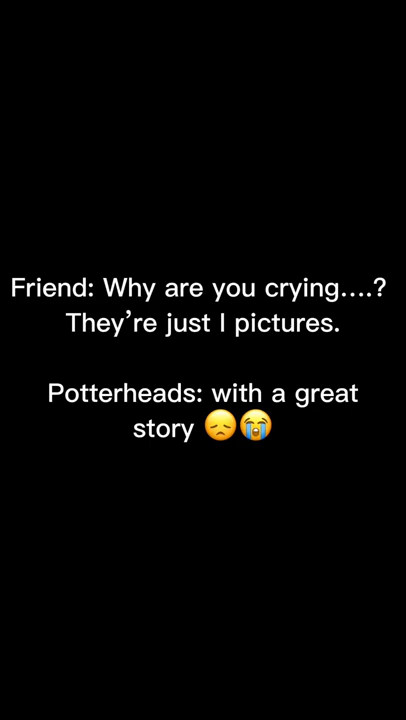 Friend: Why are you crying....?
They're just I pictures.
Potterheads: with a great
story 😞😭